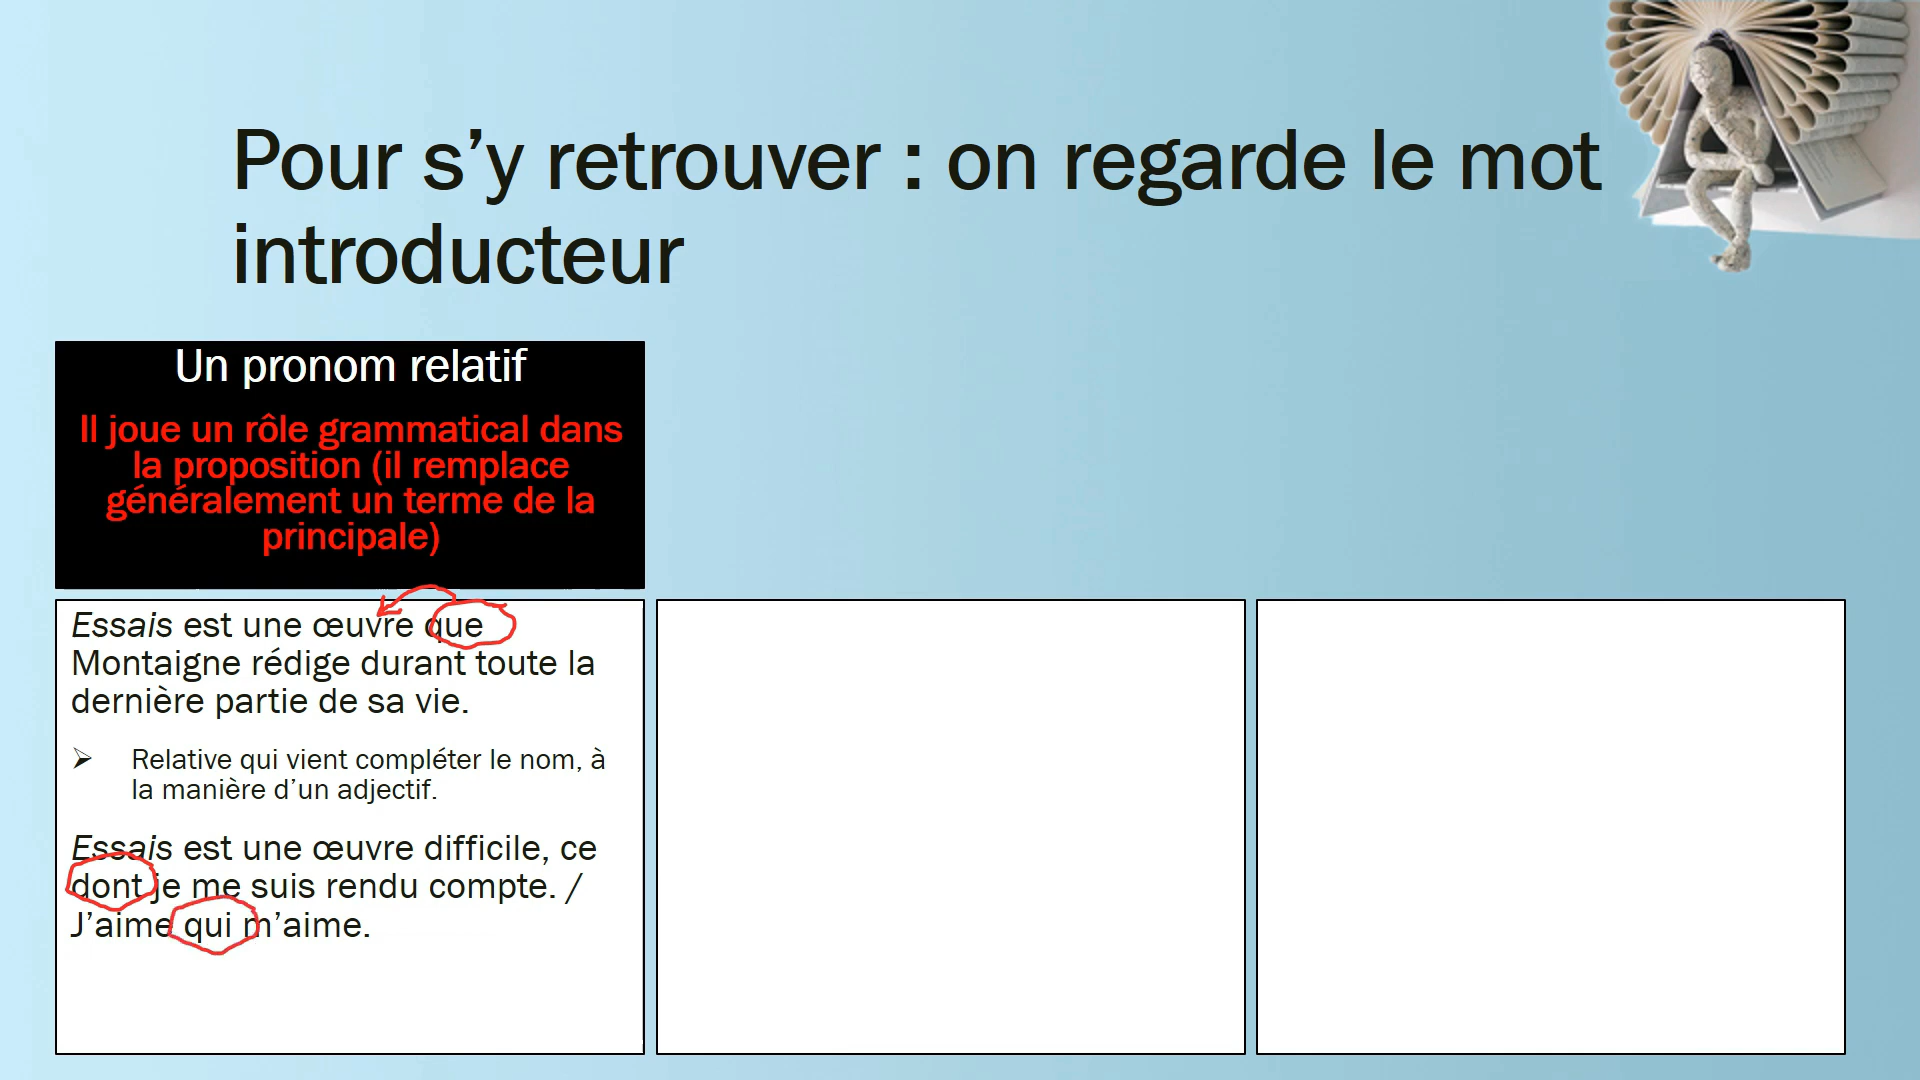 Pour s’y retrouver : on regarde le mot
introducteur
Un pronom relatif
Il joue un rôle grammatical dans
la proposition (il remplace
généralement un terme de la
principale)
Essais est une œuvre que
Montaigne rédige durant toute la
dernière partie de sa vie.
➢ Relative qui vient compléter le nom, à
la manière d’un adjectif.
Essais est une œuvre difficile, ce
dont je me suis rendu compte. /
J’aime qui m’aime.